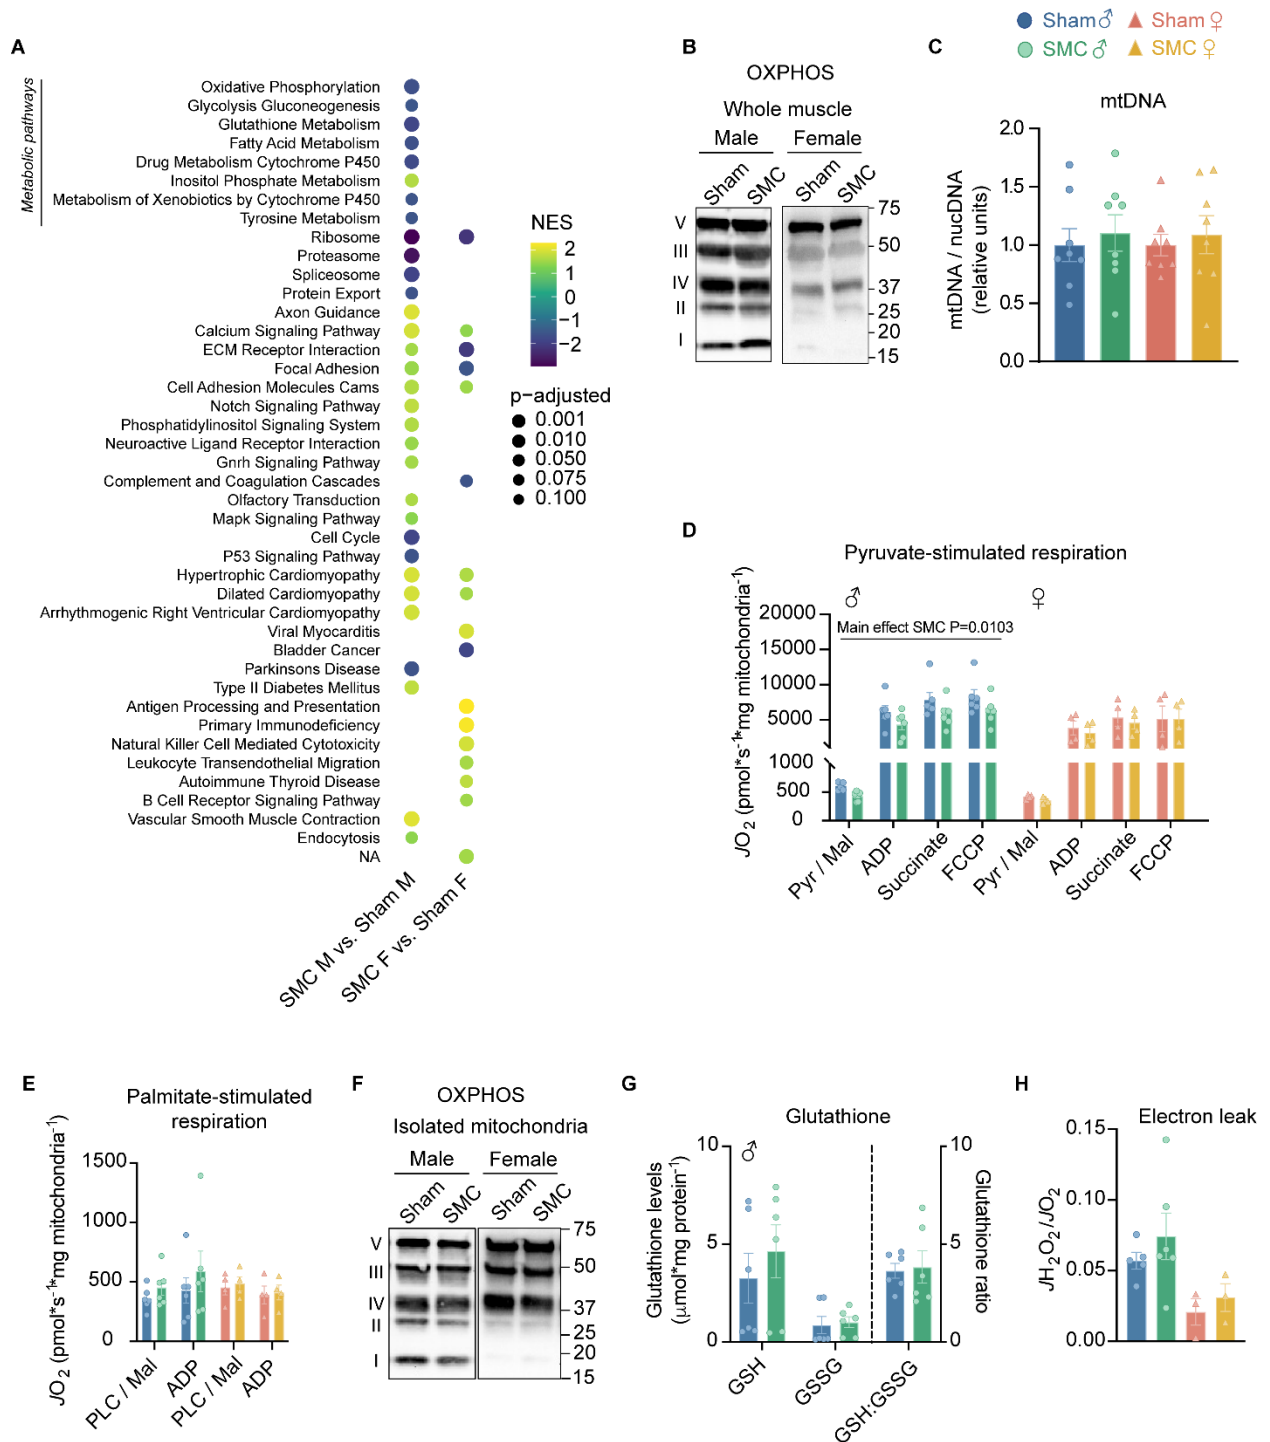 Sham♂ Sham♀
SMC♂ SMC♀
A
Metabolic pathways
Oxidative Phosphorylation
Glycolysis Gluconeogenesis
Glutathione Metabolism
Fatty Acid Metabolism
Drug Metabolism Cytochrome P450
Inositol Phosphate Metabolism
Metabolism of Xenobiotics by Cytochrome P450
Tyrosine Metabolism
Ribosome
Proteasome
Spliceosome
Protein Export
Axon Guidance
Calcium Signaling Pathway
ECM Receptor Interaction
Focal Adhesion
Cell Adhesion Molecules Cams
Notch Signaling Pathway
Phosphatidylinositol Signaling System
Neuroactive Ligand Receptor Interaction
Gnrh Signaling Pathway
Complement and Coagulation Cascades
Olfactory Transduction
Mapk Signaling Pathway
Cell Cycle
P53 Signaling Pathway
Hypertrophic Cardiomyopathy
Dilated Cardiomyopathy
Arrhythmogenic Right Ventricular Cardiomyopathy
Viral Myocarditis
Bladder Cancer
Parkinsons Disease
Type II Diabetes Mellitus
Antigen Processing and Presentation
Primary Immunodeficiency
Natural Killer Cell Mediated Cytotoxicity
Leukocyte Transendothelial Migration
Autoimmune Thyroid Disease
B Cell Receptor Signaling Pathway
Vascular Smooth Muscle Contraction
Endocytosis
NA
SMC M vs. Sham M
SMC F vs. Sham F
NES
2
1
0
−1
−2
p−adjusted
0.001
0.010
0.050
0.075
0.100
B
OXPHOS
Whole muscle
Male Female
Sham SMC Sham SMC
V
III
IV
II
I
75
50
37
25
20
15
C
mtDNA
mtDNA / nucDNA
(relative units)
2.0
1.5
1.0
0.5
0.0
D
Pyruvate-stimulated respiration
♂ ♀
Main effect SMC P=0.0103
JO2 (pmol*s-1*mg mitochondria-1)
20000
15000
10000
5000
1000
500
0
Pyr / Mal ADP Succinate FCCP Pyr / Mal ADP Succinate FCCP
E
Palmitate-stimulated
respiration
JO2 (pmol*s-1*mg mitochondria-1)
1500
1000
500
0
PLC / Mal ADP PLC / Mal ADP
F
OXPHOS
Isolated mitochondria
Male Female
Sham SMC Sham SMC
V
III
IV
II
I
75
50
37
25
20
15
G
Glutathione
♂
Glutathione levels
(μmol*mg protein-1)
10
5
0
10
5
0
Glutathione ratio
GSH GSSG GSH:GSSG
H
Electron leak
JH2O2/JO2
0.15
0.10
0.05
0.00